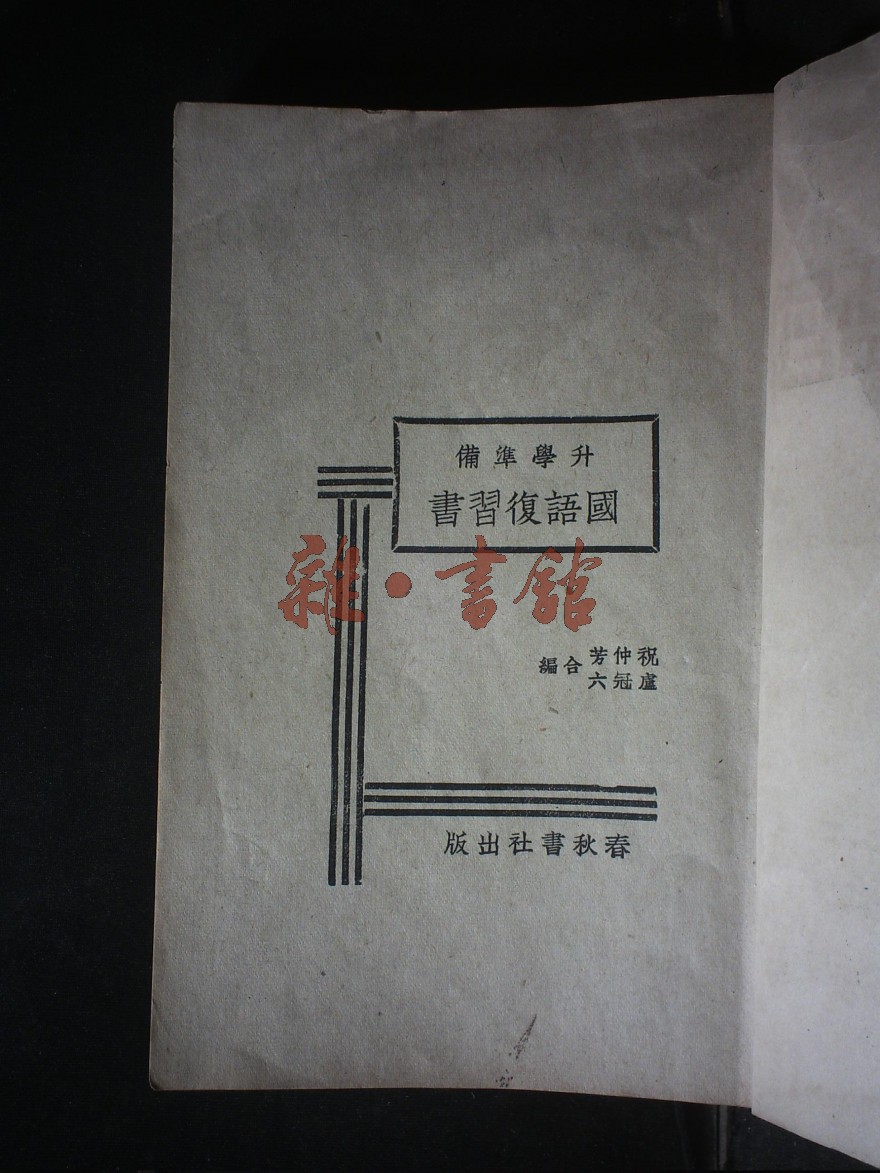 升學準備
國語復習書
雜·書館
祝仲芳
盧冠六
合編
春秋書社出版